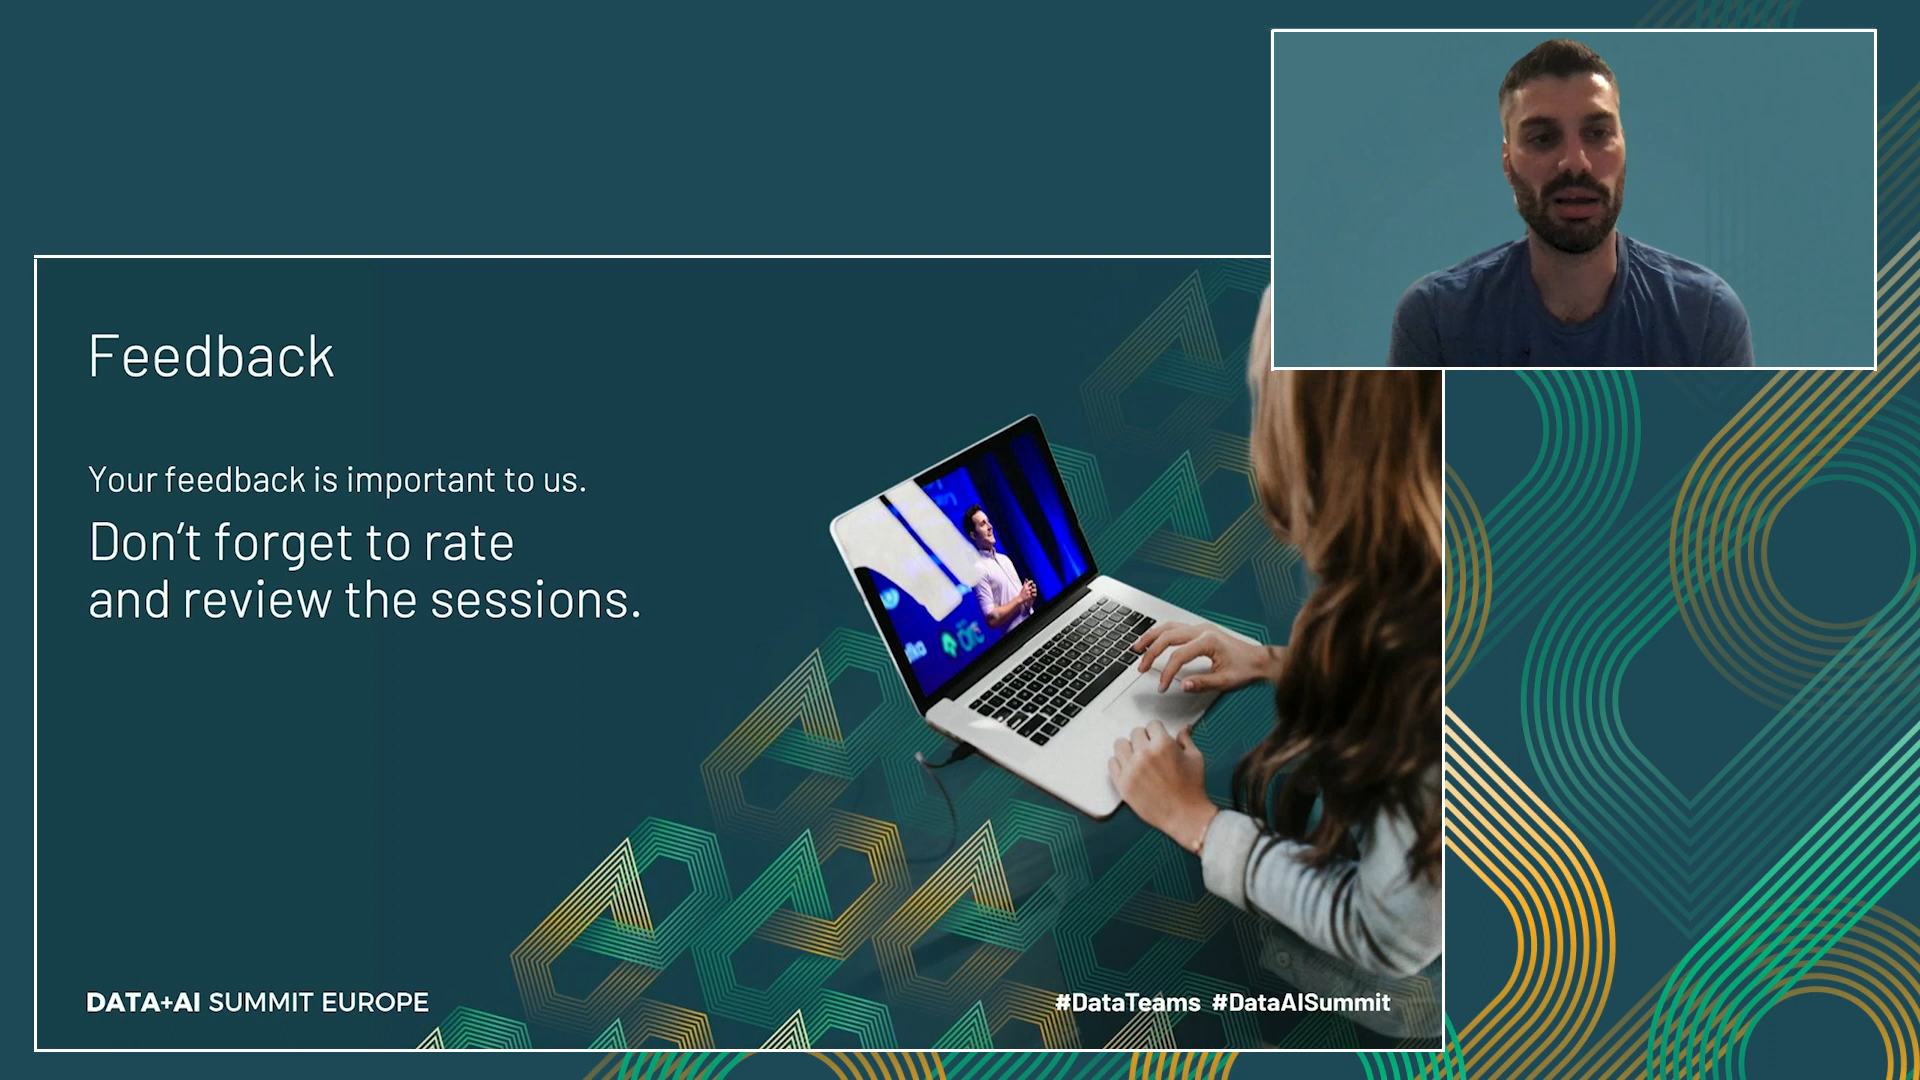 Feedback
Your feedback is important to us.
Don’t forget to rate
and review the sessions.
DATA+AI SUMMIT EUROPE
#DataTeams #DataAISummit